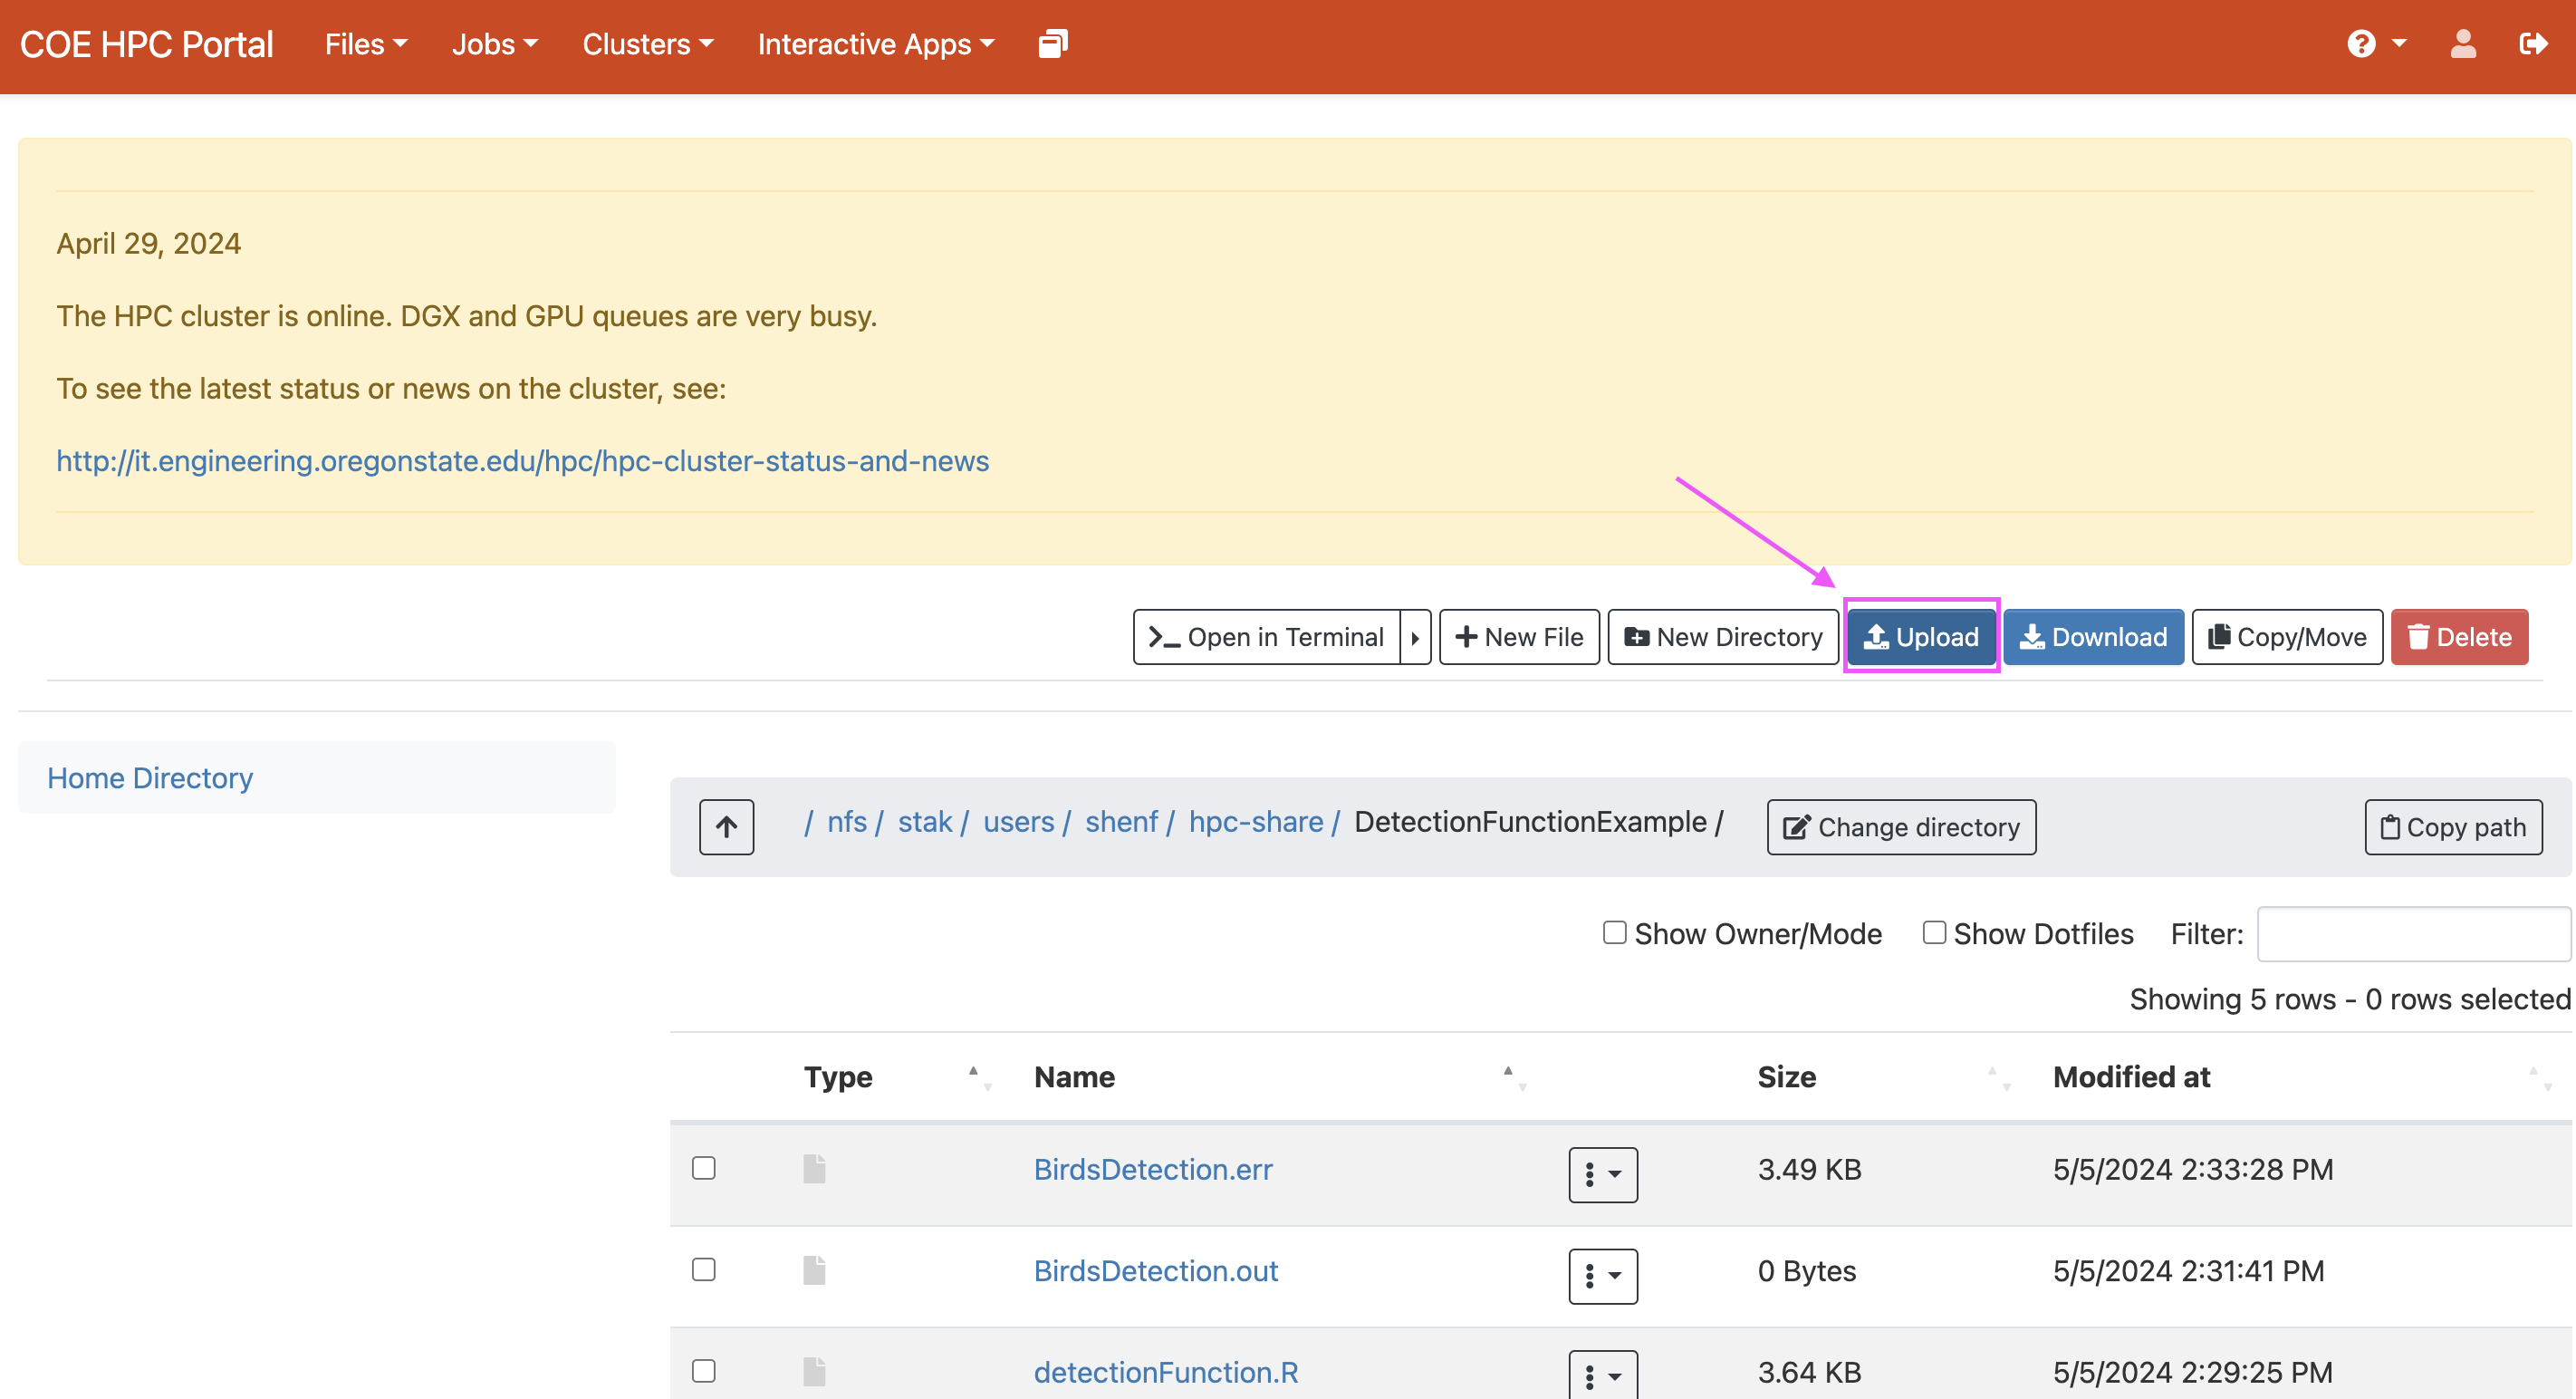 COE HPC Portal Files Jobs Clusters Interactive Apps
April 29, 2024
The HPC cluster is online. DGX and GPU queues are very busy.
To see the latest status or news on the cluster, see:
http://it.engineering.oregonstate.edu/hpc/hpc-cluster-status-and-news
Open in Terminal New File New Directory Upload Download Copy/Move Delete
Home Directory
/ nfs / stak / users / shenf / hpc-share / DetectionFunctionExample / Change directory Copy path
Show Owner/Mode Show Dotfiles Filter:
Showing 5 rows - 0 rows selected
Type Name Size Modified at
BirdsDetection.err 3.49 KB 5/5/2024 2:33:28 PM
BirdsDetection.out 0 Bytes 5/5/2024 2:31:41 PM
detectionFunction.R 3.64 KB 5/5/2024 2:29:25 PM